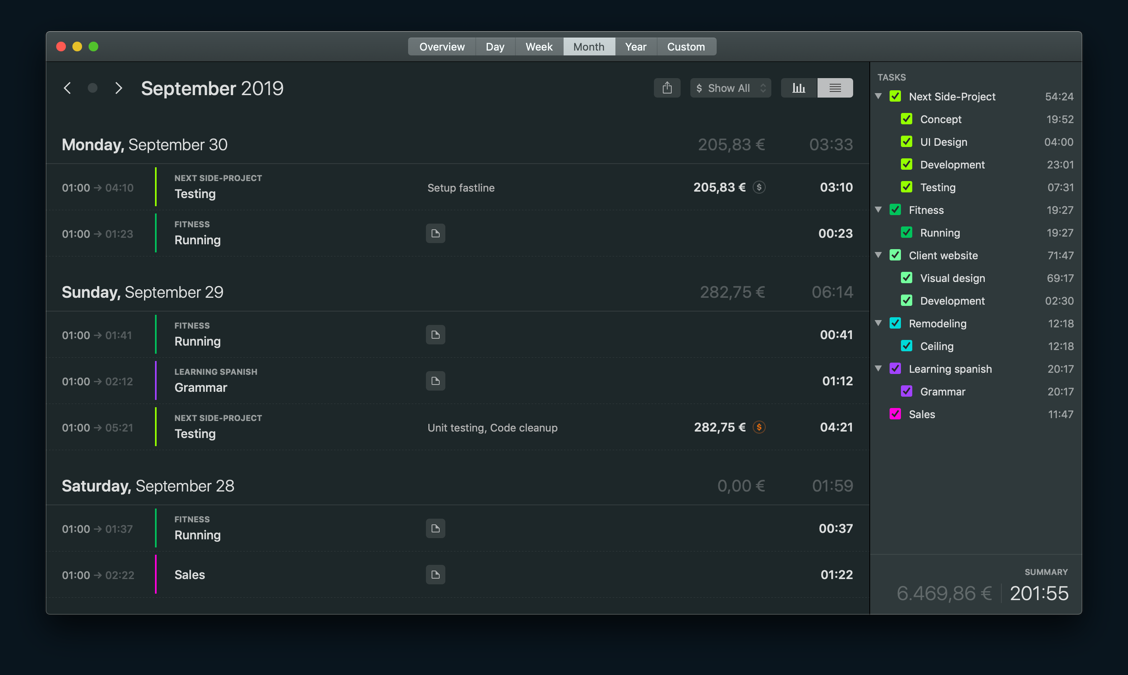 Overview Day Week Month Year Custom
September 2019
$ Show All
Monday, September 30 205,83 € 03:33
01:00 → 04:10 NEXT SIDE-PROJECT
Testing Setup fastline 205,83 € $ 03:10
01:00 → 01:23 FITNESS
Running 00:23
Sunday, September 29 282,75 € 06:14
01:00 → 01:41 FITNESS
Running 00:41
01:00 → 02:12 LEARNING SPANISH
Grammar 01:12
01:00 → 05:21 NEXT SIDE-PROJECT
Testing Unit testing, Code cleanup 282,75 € $ 04:21
Saturday, September 28 0,00 € 01:59
01:00 → 01:37 FITNESS
Running 00:37
01:00 → 02:22 Sales 01:22
TASKS
Next Side-Project 54:24
Concept 19:52
UI Design 04:00
Development 23:01
Testing 07:31
Fitness 19:27
Running 19:27
Client website 71:47
Visual design 69:17
Development 02:30
Remodeling 12:18
Ceiling 12:18
Learning spanish 20:17
Grammar 20:17
Sales 11:47
SUMMARY
6.469,86 € 201:55